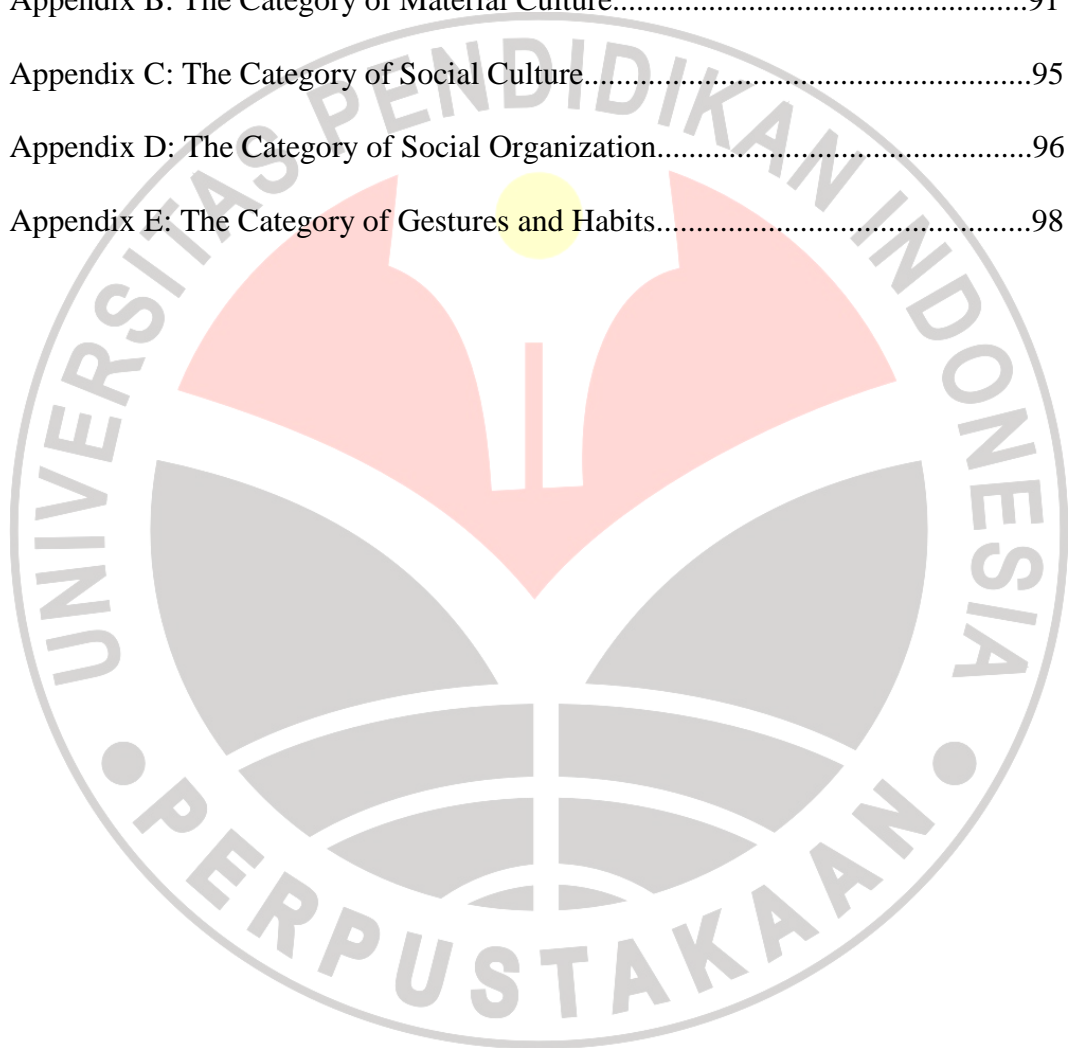 Appendix B: The Category of Material Culture..................................................91
Appendix C: The Category of Social Culture.........................................................95
Appendix D: The Category of Social Organization...............................................96
Appendix E: The Category of Gestures and Habits...............................................98
UNIVERSITAS PENDIDIKAN INDONESIA
PERPUSTAKAAN